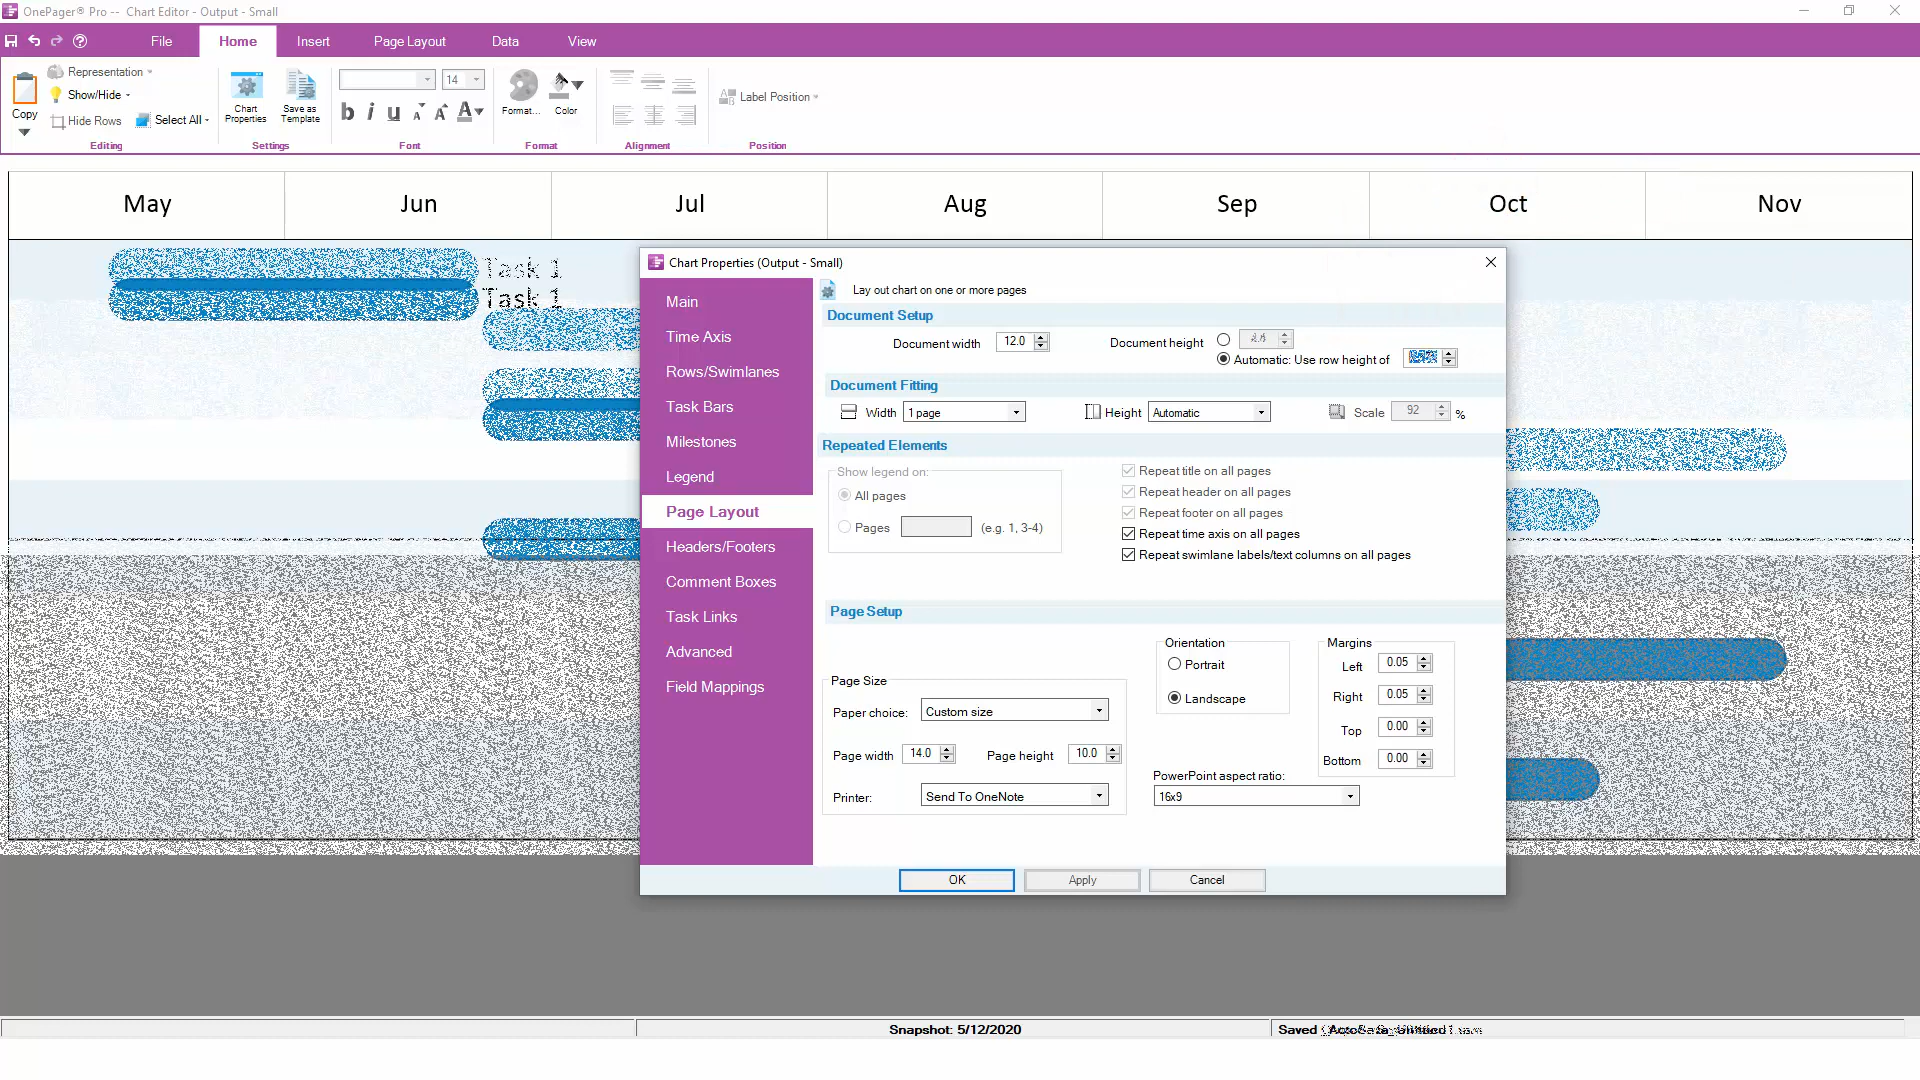 OnePager® Pro -- Chart Editor - Output - Small
File Home Insert Page Layout Data View
Copy
Representation
Show/Hide
Hide Rows
Select All
Editing
Chart Properties
Save as Template
Settings
14
b i u A A A
Font
Format...
Color
Format
Alignment
Label Position
Position
May Jun Jul Aug Sep Oct Nov
Task 1
Task 1
Chart Properties (Output - Small)
Main
Time Axis
Rows/Swimlanes
Task Bars
Milestones
Legend
Page Layout
Headers/Footers
Comment Boxes
Task Links
Advanced
Field Mappings
Lay out chart on one or more pages
Document Setup
Document width 12.0 Document height
Automatic: Use row height of
Document Fitting
Width 1 page Height Automatic Scale 92 %
Repeated Elements
Show legend on:
All pages
Pages (e.g. 1, 3-4)
Repeat title on all pages
Repeat header on all pages
Repeat footer on all pages
Repeat time axis on all pages
Repeat swimlane labels/text columns on all pages
Page Setup
Page Size
Paper choice: Custom size
Page width 14.0 Page height 10.0
Printer: Send To OneNote
Orientation
Portrait
Landscape
Margins
Left 0.05
Right 0.05
Top 0.00
Bottom 0.00
PowerPoint aspect ratio:
16x9
OK Apply Cancel
Snapshot: 5/12/2020
Saved